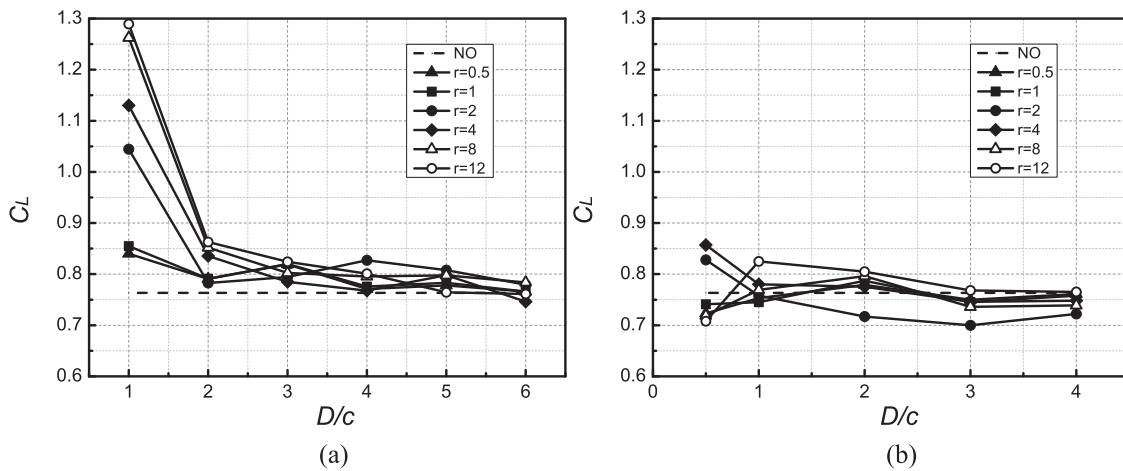 1.3
1.2
1.1
1.0
0.9
0.8
0.7
0.6
CL
1 2 3 4 5 6
D/c
NO
r=0.5
r=1
r=2
r=4
r=8
r=12
(a)
1.3
1.2
1.1
1.0
0.9
0.8
0.7
0.6
CL
0 1 2 3 4
D/c
NO
r=0.5
r=1
r=2
r=4
r=8
r=12
(b)